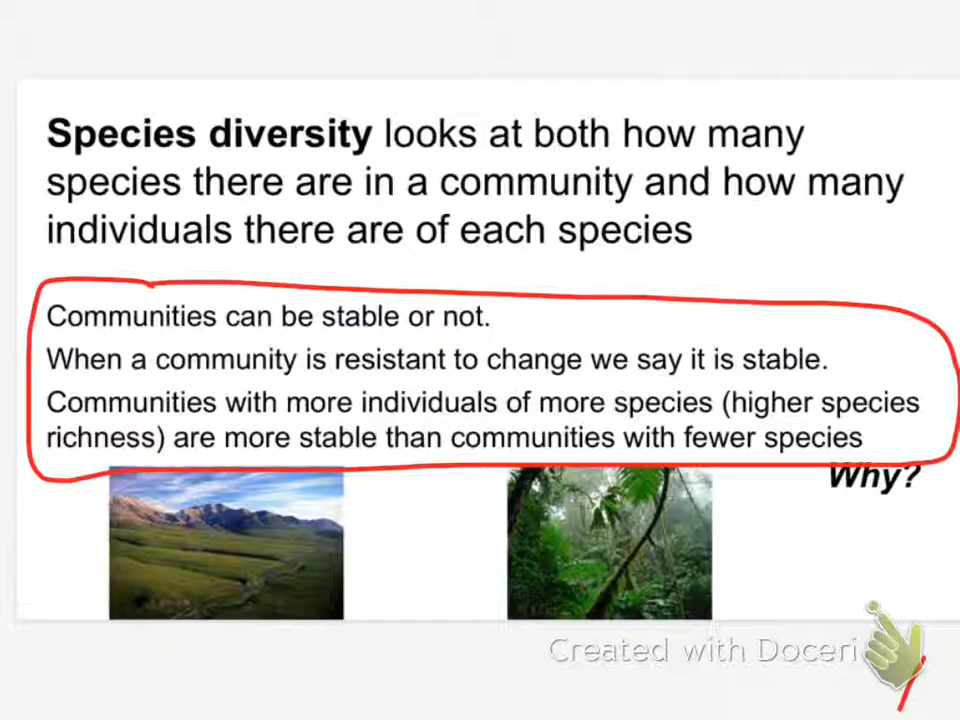 Species diversity looks at both how many
species there are in a community and how many
individuals there are of each species
Communities can be stable or not.
When a community is resistant to change we say it is stable.
Communities with more individuals of more species (higher species
richness) are more stable than communities with fewer species
Why?
Created with Doceri